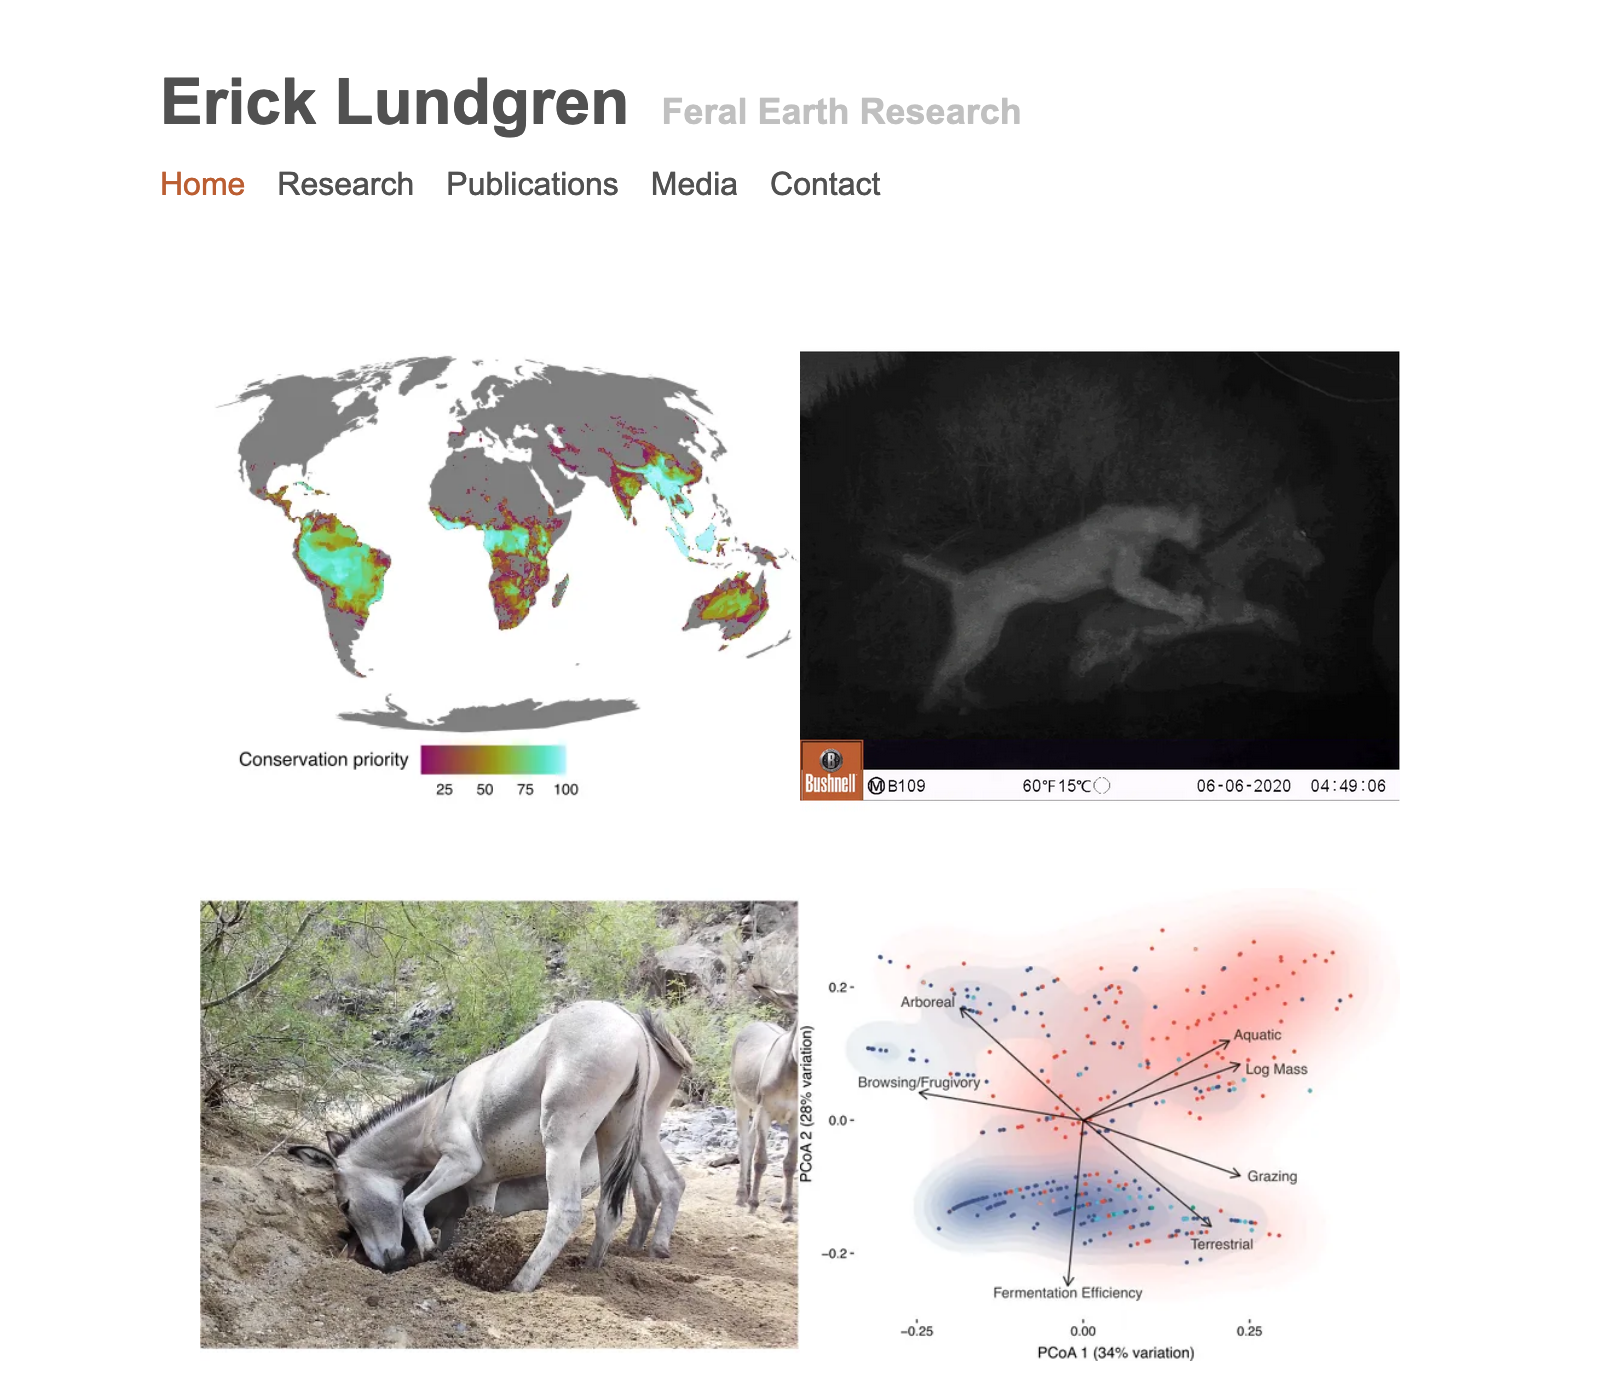 Erick Lundgren Feral Earth Research
Home Research Publications Media Contact
Conservation priority
25 50 75 100
Bushnell
M B109 60°F 15°C 06-06-2020 04:49:06
0.2
0.0
−0.2
PCoA 2 (28% variation)
Arboreal
Aquatic
Log Mass
Browsing/Frugivory
Grazing
Terrestrial
Fermentation Efficiency
−0.25 0.00 0.25
PCoA 1 (34% variation)